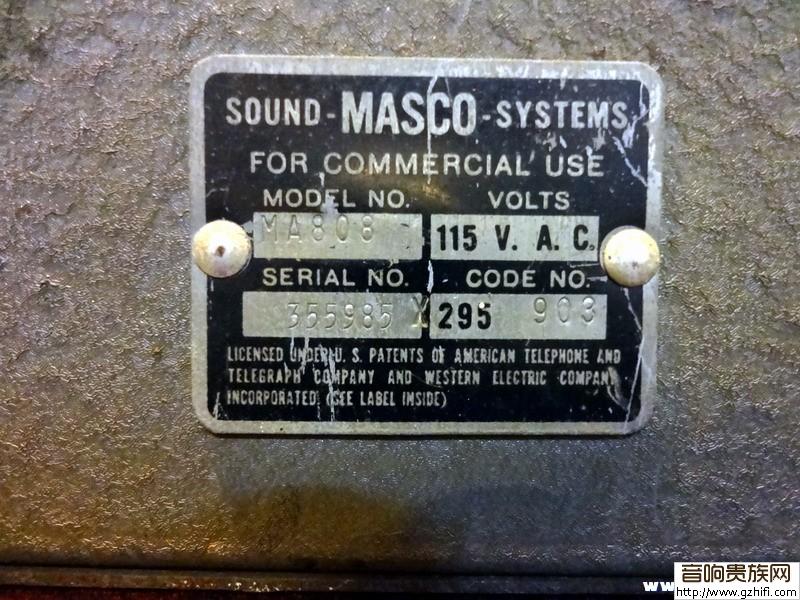 SOUND-MASCO-SYSTEMS
FOR COMMERCIAL USE
MODEL NO. VOLTS
MA808 115 V. A. C.
SERIAL NO. CODE NO.
355985 X 295 903
LICENSED UNDER U. S. PATENTS OF AMERICAN TELEPHONE AND
TELEGRAPH COMPANY AND WESTERN ELECTRIC COMPANY
INCORPORATED (SEE LABEL INSIDE)
音响贵族网
http://www.gzhifi.com